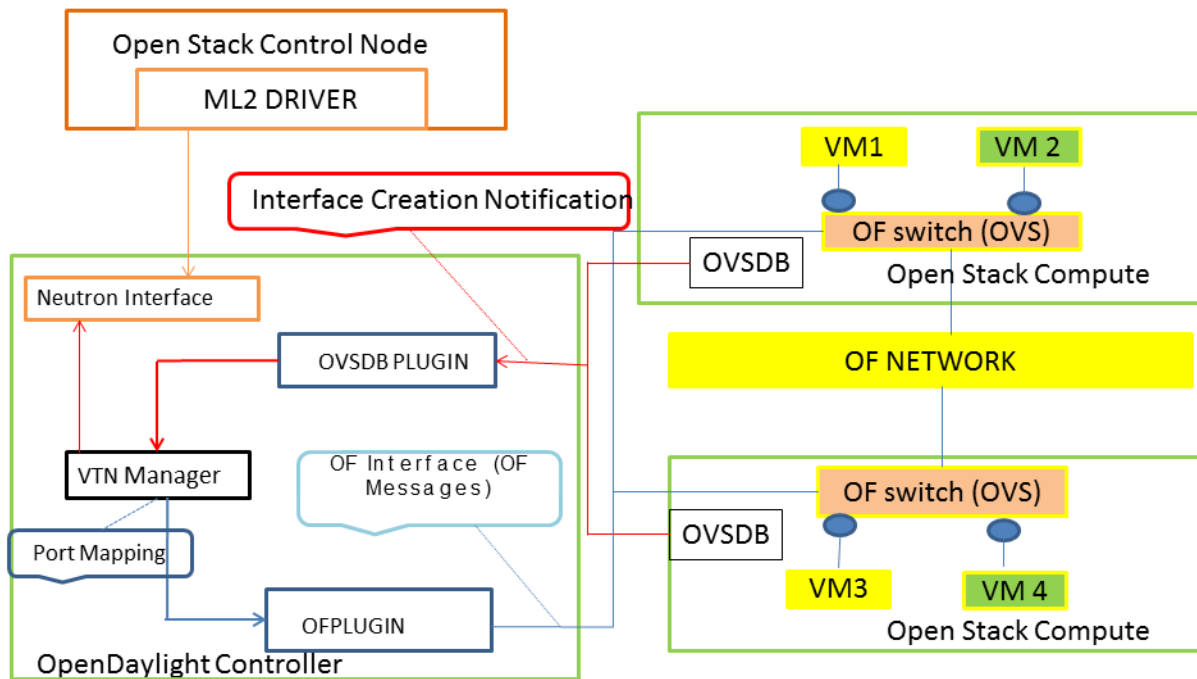 Open Stack Control Node
ML2 DRIVER
Interface Creation Notification
VM1
VM 2
OF switch (OVS)
OVSDB
Open Stack Compute
Neutron Interface
OVSDB PLUGIN
OF NETWORK
VTN Manager
OF Interface (OF
Messages)
OF switch (OVS)
OVSDB
Port Mapping
VM3
VM 4
OFPLUGIN
Open Stack Compute
OpenDaylight Controller